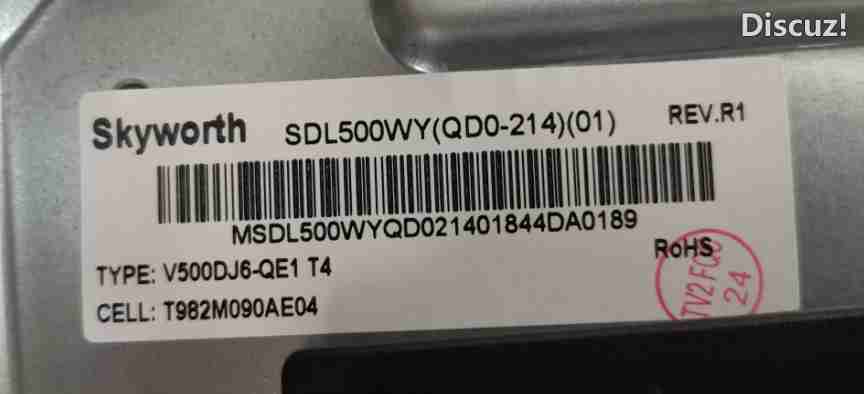 Discuz!
Skyworth SDL500WY(QD0-214)(01) REV.R1
MSDL500WYQD021401844DA0189
RoHS
TYPE: V500DJ6-QE1 T4
CELL: T982M090AE04
24